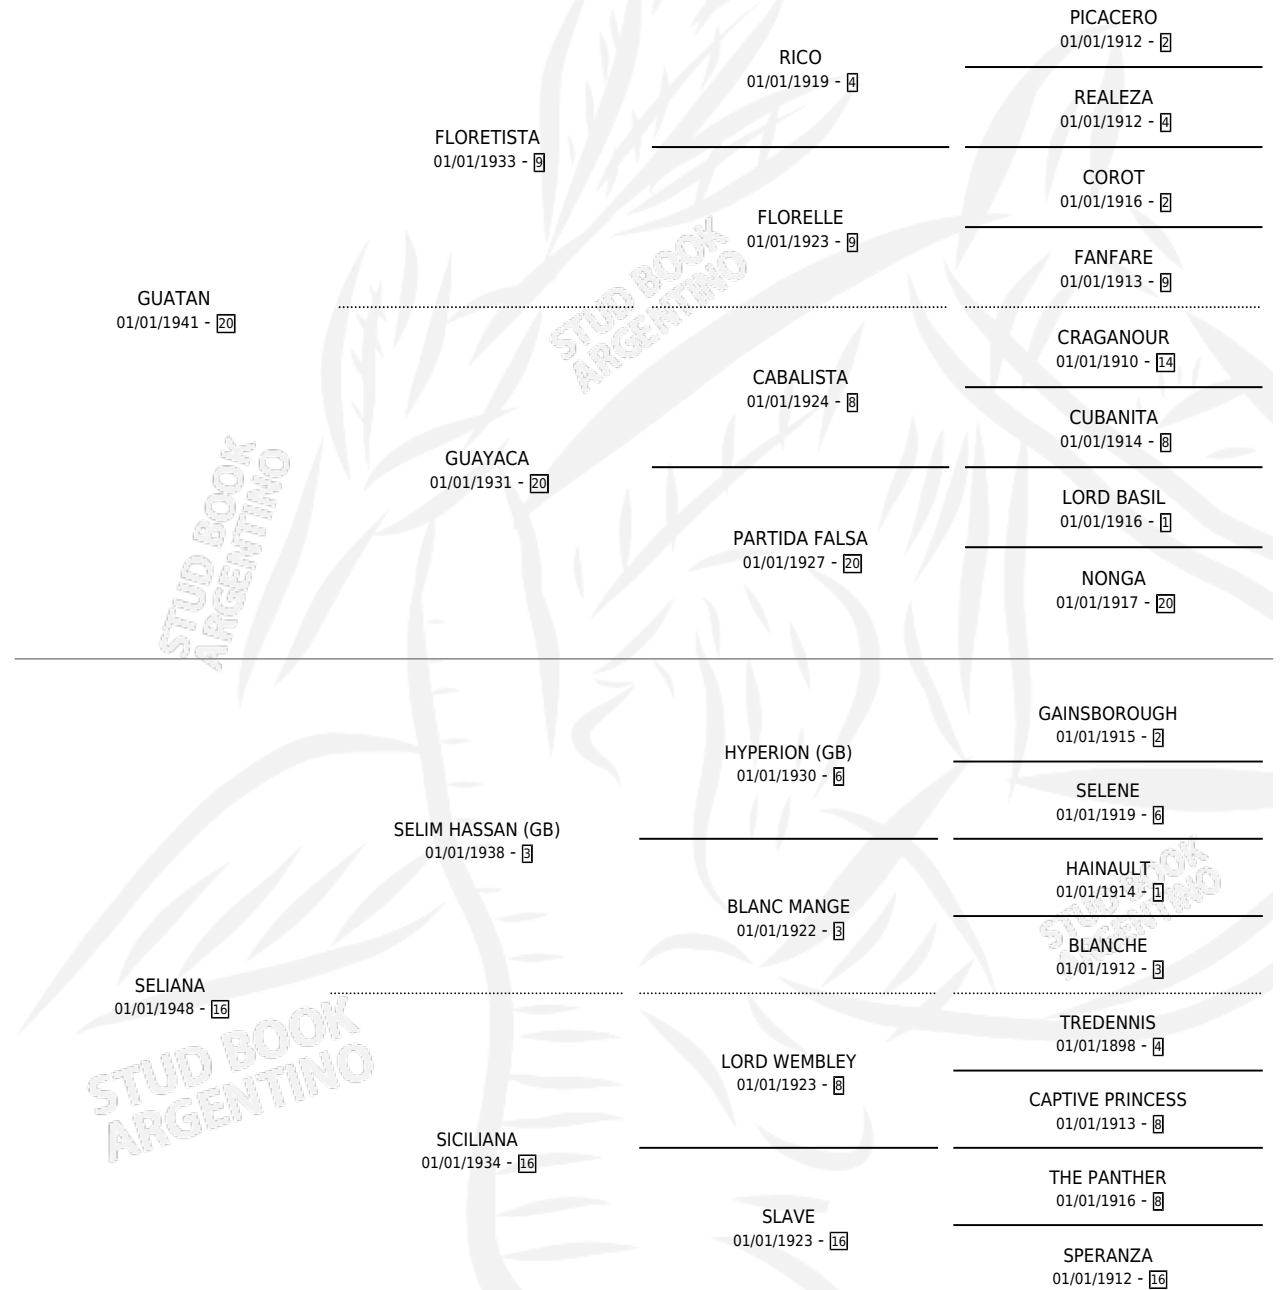 PICACERO
01/01/1912 - 2
RICO
01/01/1919 - 4
REALEZA
01/01/1912 - 4
FLORETISTA
01/01/1933 - 9
COROT
01/01/1916 - 2
FLORELLE
01/01/1923 - 9
FANFARE
01/01/1913 - 9
GUATAN
01/01/1941 - 20
CRAGANOUR
01/01/1910 - 14
CABALISTA
01/01/1924 - 8
CUBANITA
01/01/1914 - 8
GUAYACA
01/01/1931 - 20
LORD BASIL
01/01/1916 - 1
PARTIDA FALSA
01/01/1927 - 20
NONGA
01/01/1917 - 20
GAINSBOROUGH
01/01/1915 - 2
HYPERION (GB)
01/01/1930 - 6
SELENE
01/01/1919 - 6
SELIM HASSAN (GB)
01/01/1938 - 3
HAINAULT
01/01/1914 - 1
BLANC MANGE
01/01/1922 - 3
BLANCHE
01/01/1912 - 3
SELIANA
01/01/1948 - 16
TREDENNIS
01/01/1898 - 4
LORD WEMBLEY
01/01/1923 - 8
CAPTIVE PRINCESS
01/01/1913 - 8
SICILIANA
01/01/1934 - 16
THE PANTHER
01/01/1916 - 8
SLAVE
01/01/1923 - 16
SPERANZA
01/01/1912 - 16
STUD BOOK
ARGENTINO
STUD BOOK
ARGENTINO
STUD BOOK
ARGENTINO
STUD BOOK
ARGENTINO